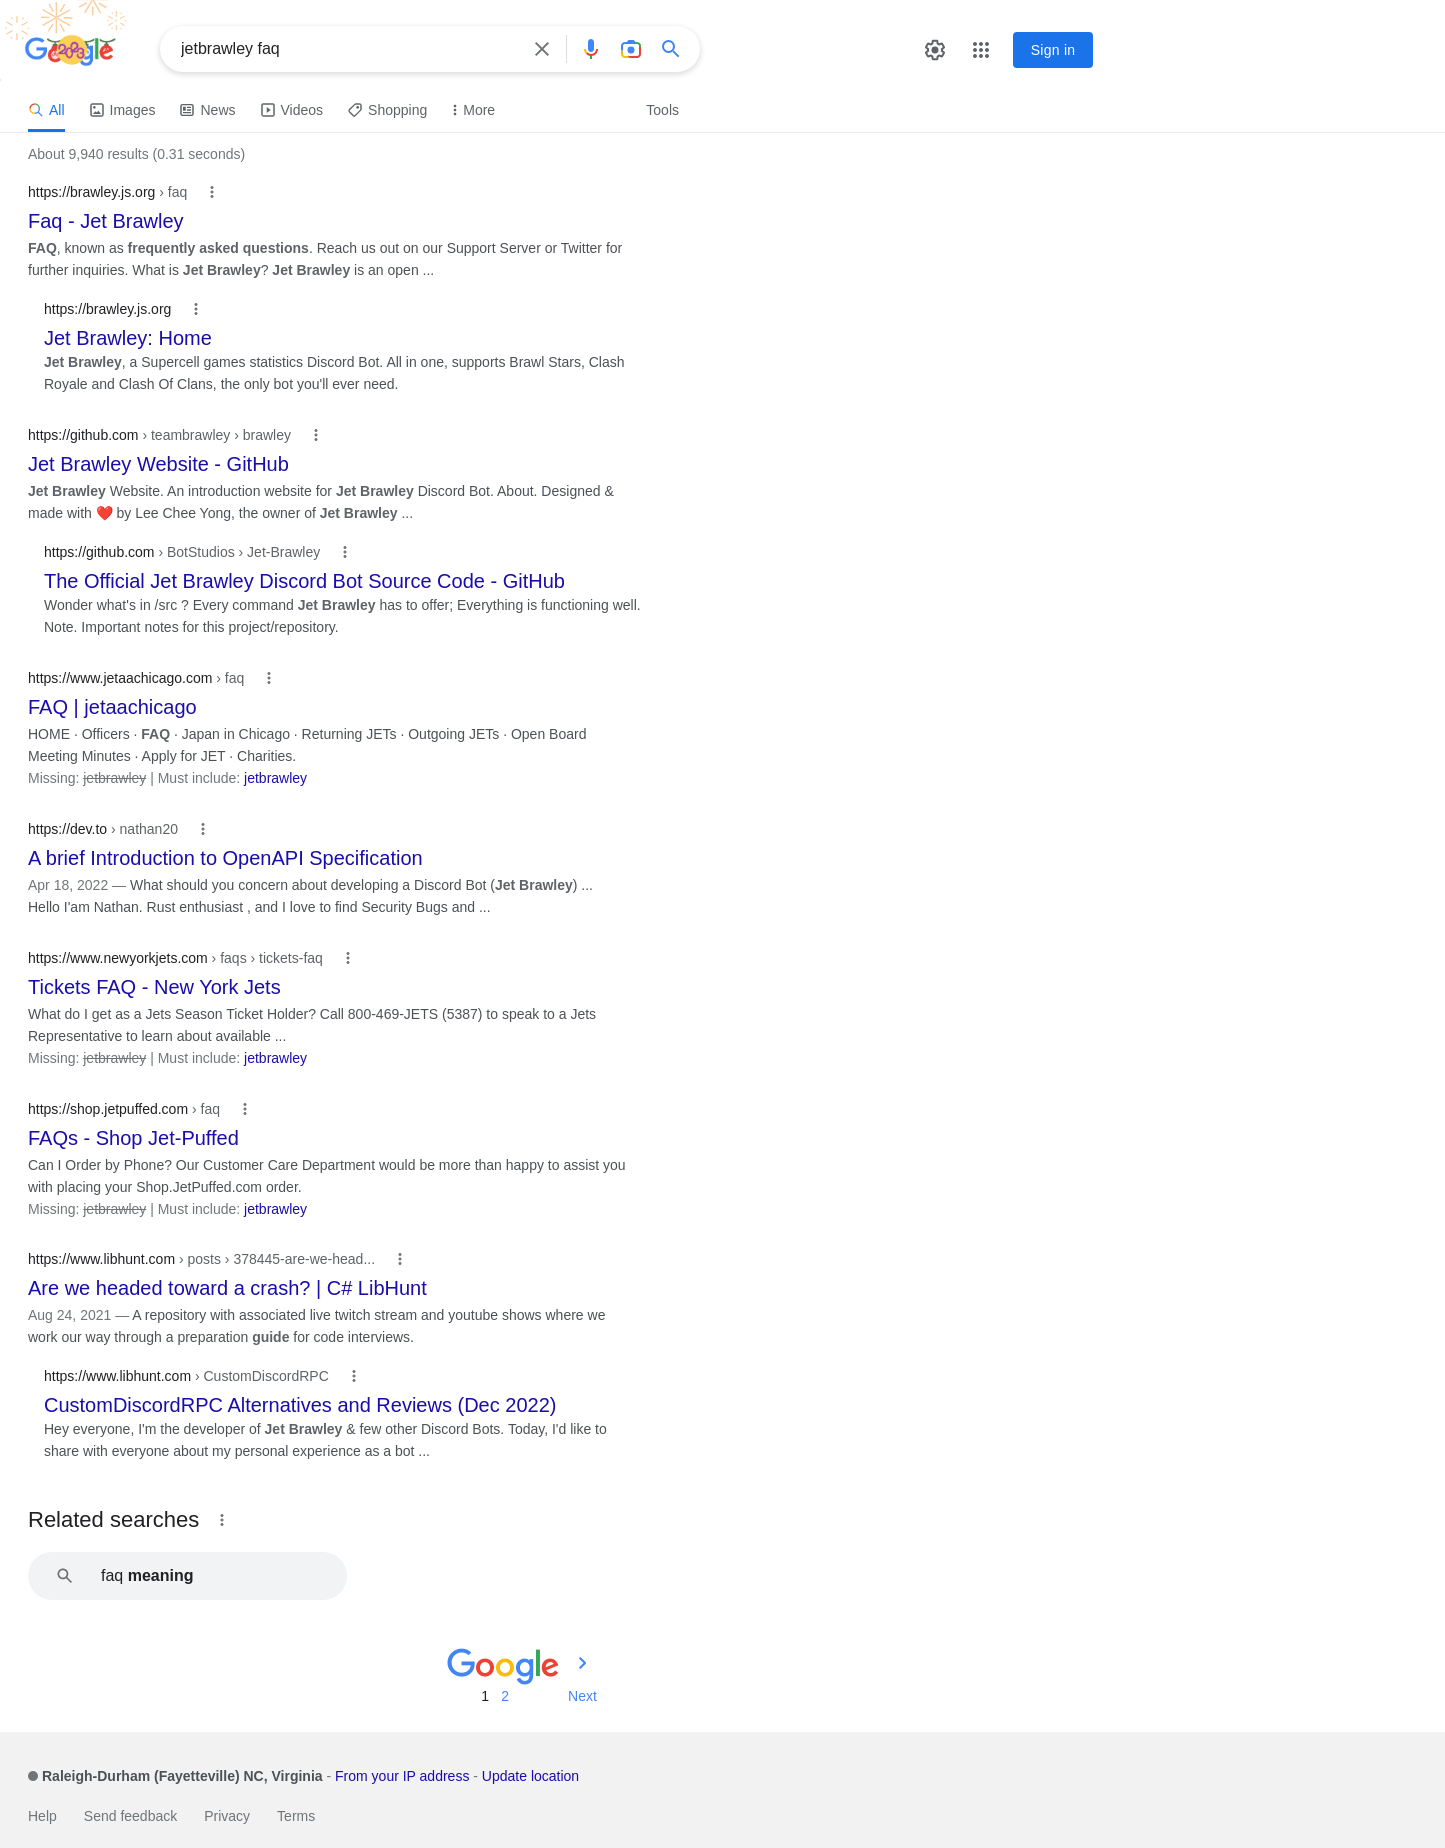 Google
2023
jetbrawley faq
Sign in
All
Images
News
Videos
Shopping
More
Tools
About 9,940 results (0.31 seconds)
https://brawley.js.org › faq
Faq - Jet Brawley
FAQ, known as frequently asked questions. Reach us out on our Support Server or Twitter for
further inquiries. What is Jet Brawley? Jet Brawley is an open ...
https://brawley.js.org
Jet Brawley: Home
Jet Brawley, a Supercell games statistics Discord Bot. All in one, supports Brawl Stars, Clash
Royale and Clash Of Clans, the only bot you'll ever need.
https://github.com › teambrawley › brawley
Jet Brawley Website - GitHub
Jet Brawley Website. An introduction website for Jet Brawley Discord Bot. About. Designed &
made with ❤️ by Lee Chee Yong, the owner of Jet Brawley ...
https://github.com › BotStudios › Jet-Brawley
The Official Jet Brawley Discord Bot Source Code - GitHub
Wonder what's in /src ? Every command Jet Brawley has to offer; Everything is functioning well.
Note. Important notes for this project/repository.
https://www.jetaachicago.com › faq
FAQ | jetaachicago
HOME · Officers · FAQ · Japan in Chicago · Returning JETs · Outgoing JETs · Open Board
Meeting Minutes · Apply for JET · Charities.
Missing: jetbrawley | Must include: jetbrawley
https://dev.to › nathan20
A brief Introduction to OpenAPI Specification
Apr 18, 2022 — What should you concern about developing a Discord Bot (Jet Brawley) ...
Hello I'am Nathan. Rust enthusiast , and I love to find Security Bugs and ...
https://www.newyorkjets.com › faqs › tickets-faq
Tickets FAQ - New York Jets
What do I get as a Jets Season Ticket Holder? Call 800-469-JETS (5387) to speak to a Jets
Representative to learn about available ...
Missing: jetbrawley | Must include: jetbrawley
https://shop.jetpuffed.com › faq
FAQs - Shop Jet-Puffed
Can I Order by Phone? Our Customer Care Department would be more than happy to assist you
with placing your Shop.JetPuffed.com order.
Missing: jetbrawley | Must include: jetbrawley
https://www.libhunt.com › posts › 378445-are-we-head...
Are we headed toward a crash? | C# LibHunt
Aug 24, 2021 — A repository with associated live twitch stream and youtube shows where we
work our way through a preparation guide for code interviews.
https://www.libhunt.com › CustomDiscordRPC
CustomDiscordRPC Alternatives and Reviews (Dec 2022)
Hey everyone, I'm the developer of Jet Brawley & few other Discord Bots. Today, I'd like to
share with everyone about my personal experience as a bot ...
Related searches
faq meaning
Google
1 2 Next
Raleigh-Durham (Fayetteville) NC, Virginia - From your IP address - Update location
Help Send feedback Privacy Terms